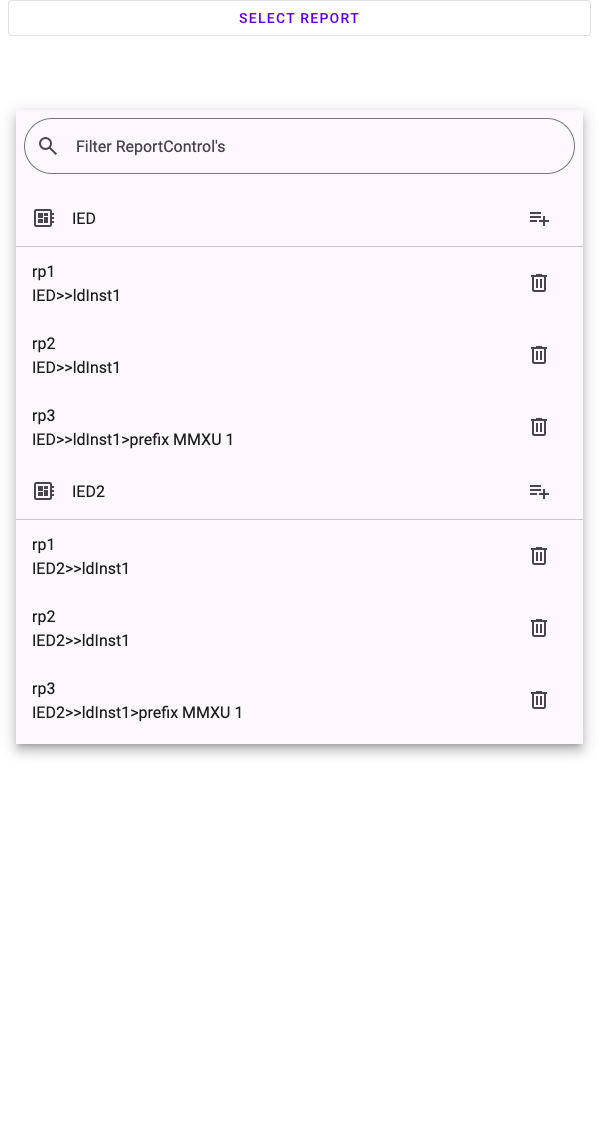 SELECT REPORT
Filter ReportControl's
IED
rp1
IED>>ldInst1
rp2
IED>>ldInst1
rp3
IED>>ldInst1>prefix MMXU 1
IED2
rp1
IED2>>ldInst1
rp2
IED2>>ldInst1
rp3
IED2>>ldInst1>prefix MMXU 1